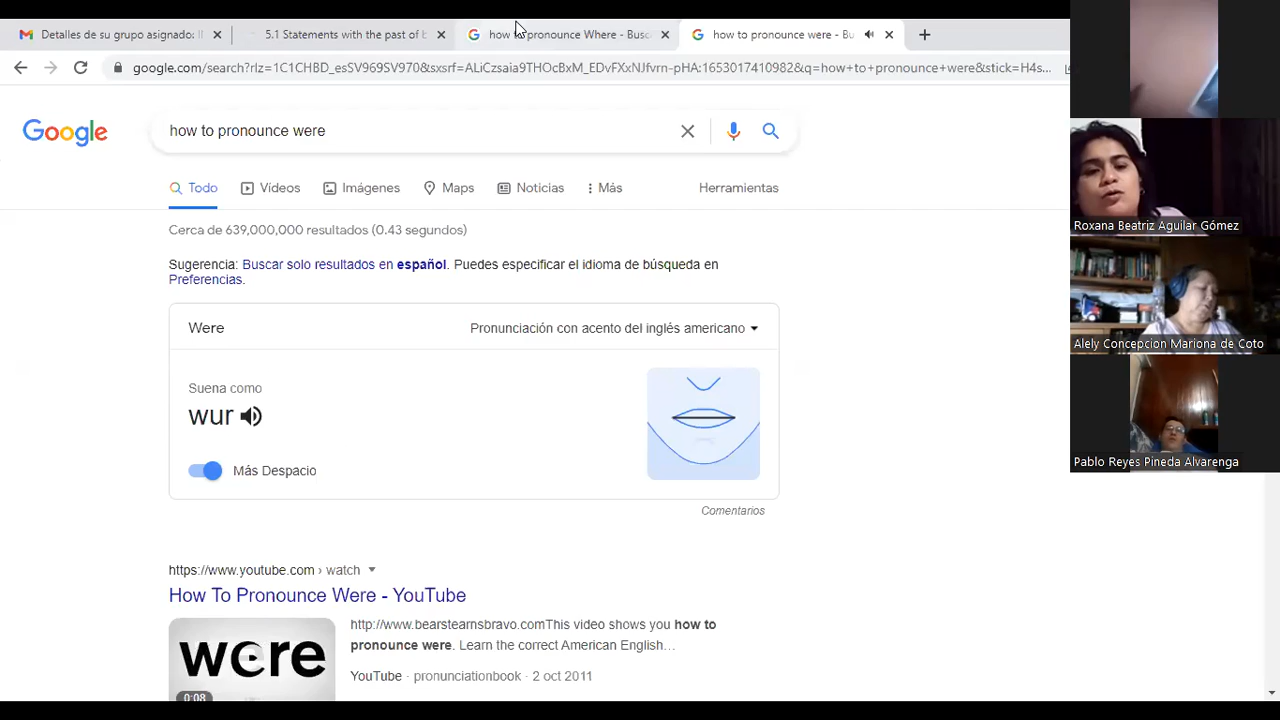 Detalles de su grupo asignado: I
5.1 Statements with the past of b
how to pronounce Where - Busc
how to pronounce were - Bu
google.com/search?rlz=1C1CHBD_esSV969SV970&sxsrf=ALiCzsaia9THOcBxM_EDvFXxNJfvrn-pHA:1653017410982&q=how+to+pronounce+were&stick=H4s...
Google
how to pronounce were
Todo
Videos
Imágenes
Maps
Noticias
Más
Herramientas
Cerca de 639,000,000 resultados (0.43 segundos)
Sugerencia: Buscar solo resultados en español. Puedes especificar el idioma de búsqueda en
Preferencias.
Were
Pronunciación con acento del inglés americano
Suena como
wur
Más Despacio
Comentarios
https://www.youtube.com › watch
How To Pronounce Were - YouTube
were
0:08
http://www.bearstearnsbravo.comThis video shows you how to
pronounce were. Learn the correct American English...
YouTube · pronunciationbook · 2 oct 2011
Roxana Beatriz Aguilar Gómez
Alely Concepcion Mariona de Coto
Pablo Reyes Pineda Alvarenga